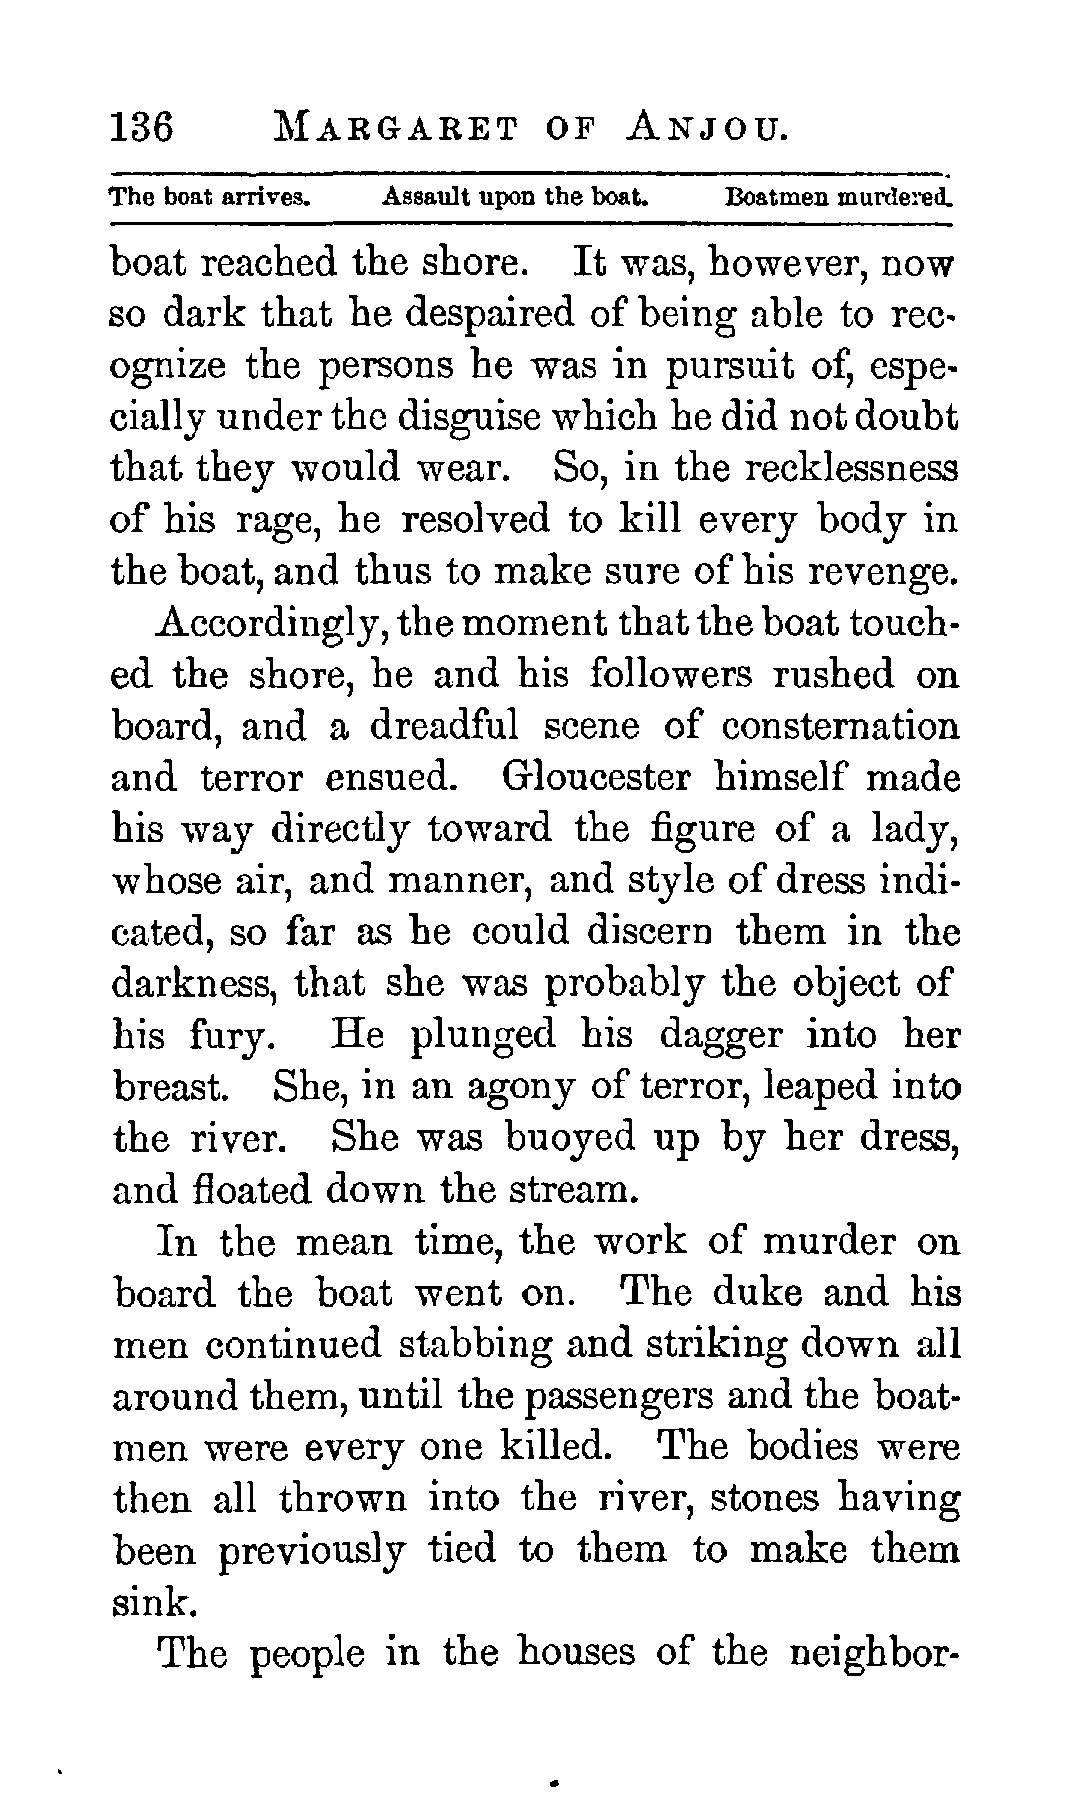 136 MARGARET OF ANJOU.
The boat arrives. Assault upon the boat. Boatmen murdered.
boat reached the shore. It was, however, now
so dark that he despaired of being able to rec-
ognize the persons he was in pursuit of, espe-
cially under the disguise which he did not doubt
that they would wear. So, in the recklessness
of his rage, he resolved to kill every body in
the boat, and thus to make sure of his revenge.
Accordingly, the moment that the boat touch-
ed the shore, he and his followers rushed on
board, and a dreadful scene of consternation
and terror ensued. Gloucester himself made
his way directly toward the figure of a lady,
whose air, and manner, and style of dress indi-
cated, so far as he could discern them in the
darkness, that she was probably the object of
his fury. He plunged his dagger into her
breast. She, in an agony of terror, leaped into
the river. She was buoyed up by her dress,
and floated down the stream.
In the mean time, the work of murder on
board the boat went on. The duke and his
men continued stabbing and striking down all
around them, until the passengers and the boat-
men were every one killed. The bodies were
then all thrown into the river, stones having
been previously tied to them to make them
sink.
The people in the houses of the neighbor-